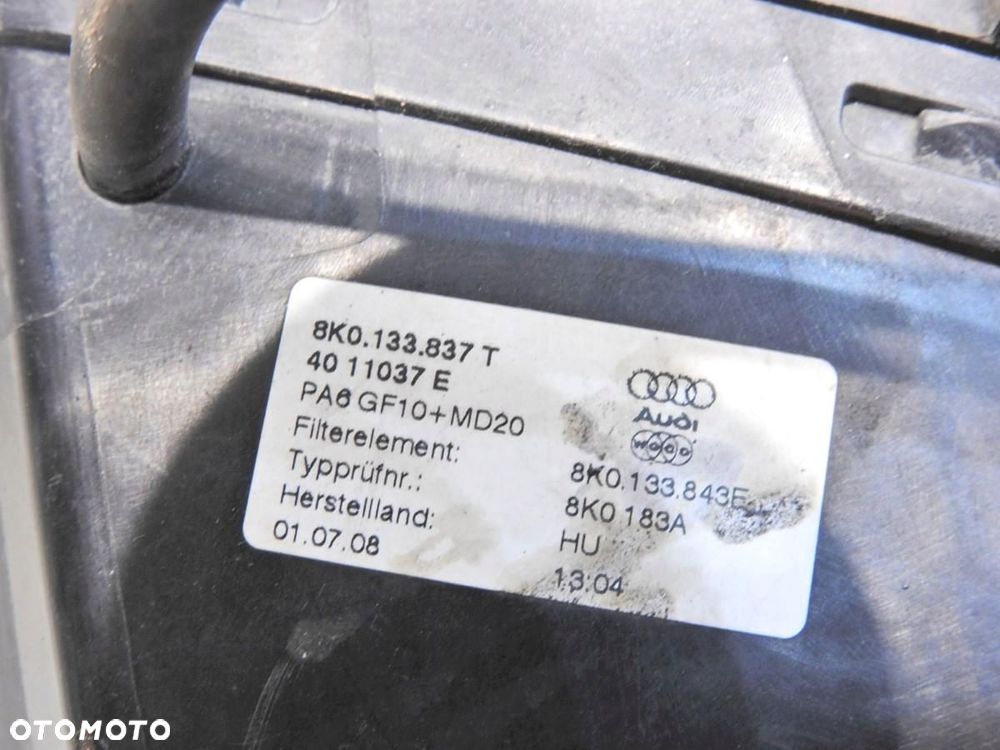 8K0.133.837 T
40 11037 E
PA6 GF10+MD20
Audi
WOCO
Filterelement: 8K0.133.843E
Typprüfnr.: 8K0 183A
Herstellland: HU
01.07.08 13:04
OTOMOTO